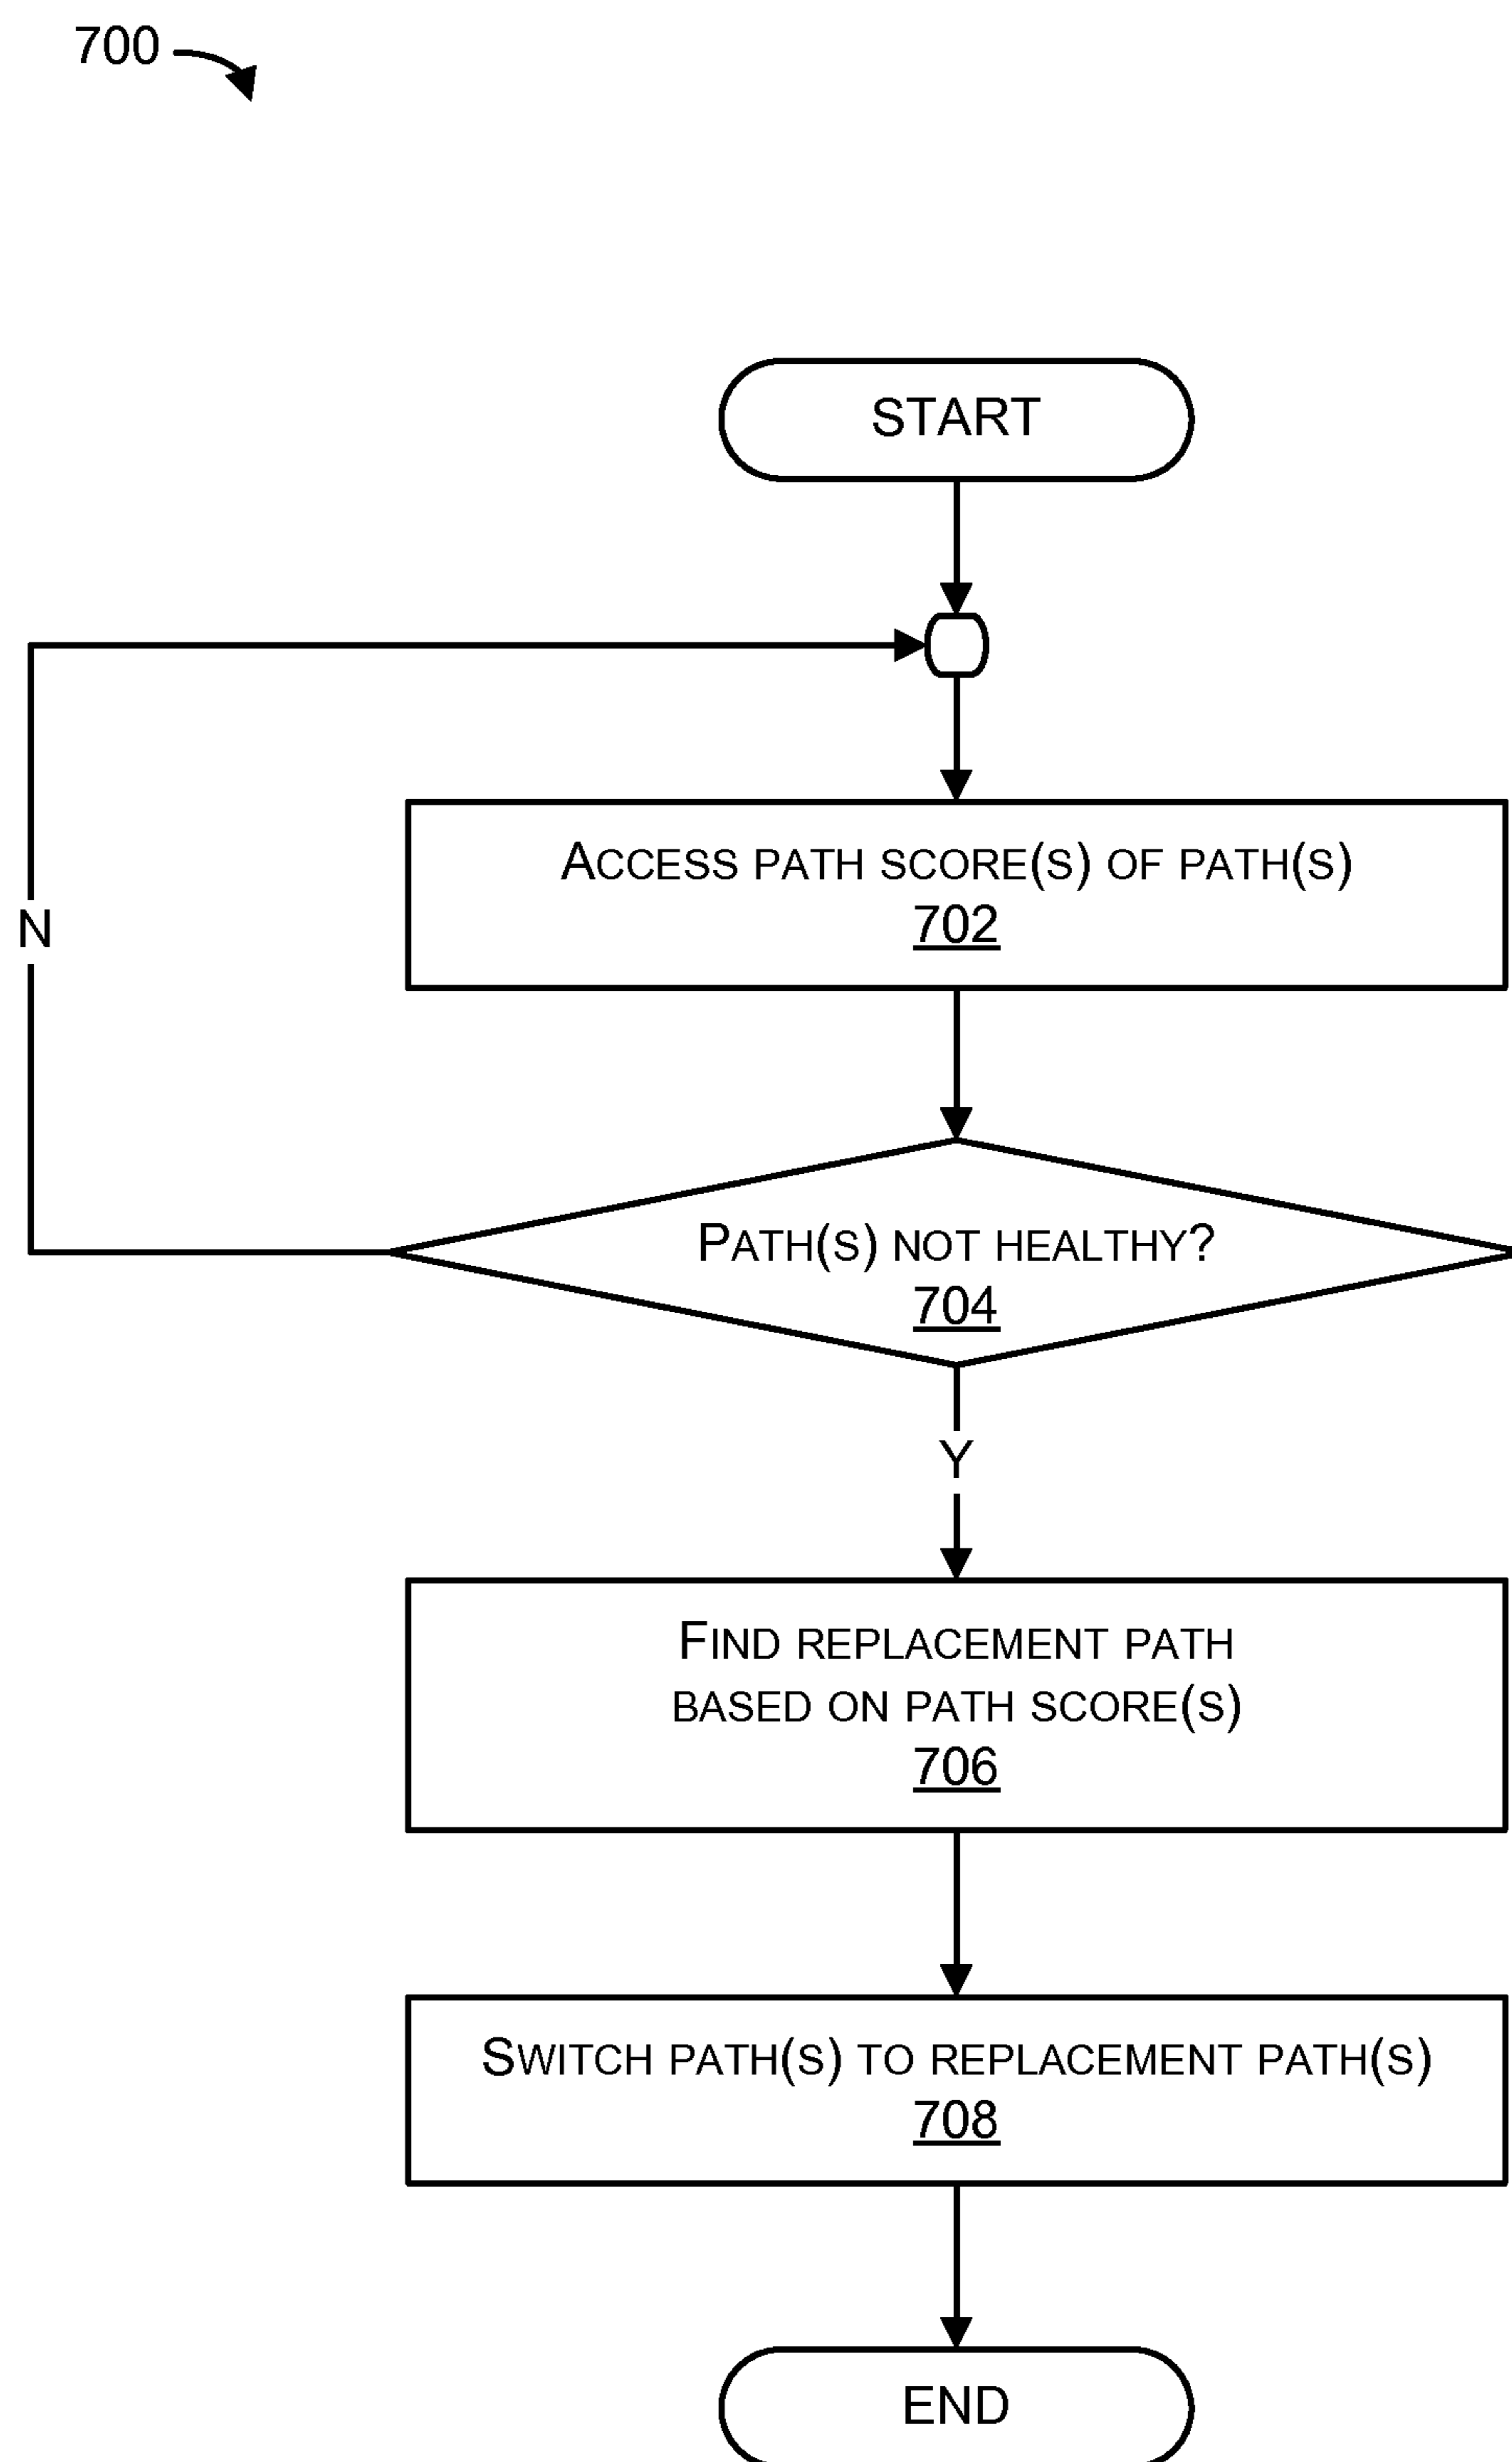 700
START
ACCESS PATH SCORE(S) OF PATH(S)
702
N
PATH(S) NOT HEALTHY?
704
Y
FIND REPLACEMENT PATH
BASED ON PATH SCORE(S)
706
SWITCH PATH(S) TO REPLACEMENT PATH(S)
708
END